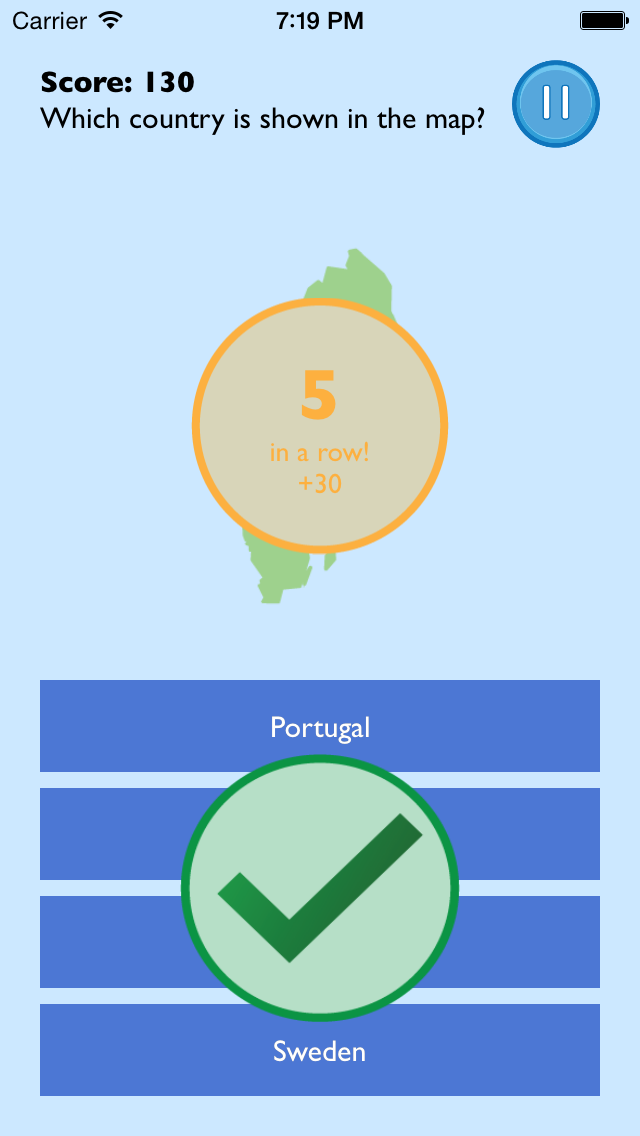 Carrier 7:19 PM
Score: 130
Which country is shown in the map?
5
in a row!
+30
Portugal
Sweden